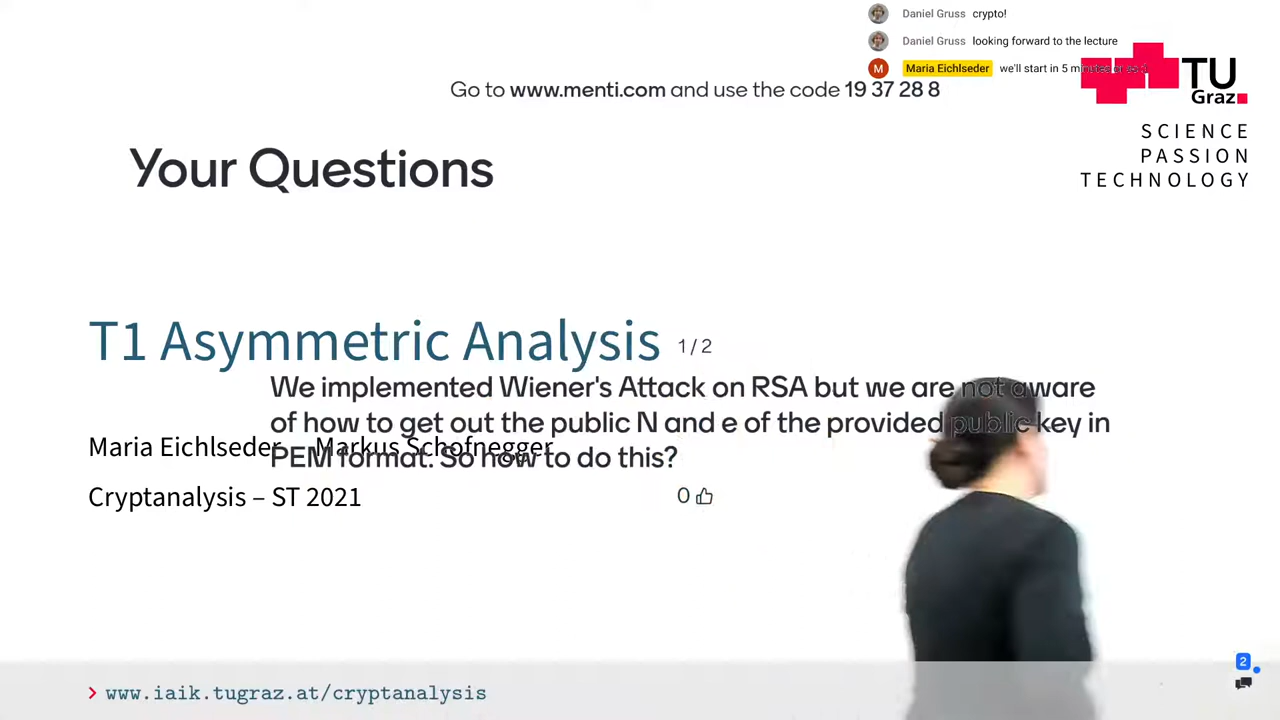 Daniel Gruss crypto!
Daniel Gruss looking forward to the lecture
M Maria Eichlseder we'll start in 5 minutes or so :)
Go to www.menti.com and use the code 19 37 28 8
TU
Graz
SCIENCE
PASSION
TECHNOLOGY
Your Questions
T1 Asymmetric Analysis
1 / 2
We implemented Wiener's Attack on RSA but we are not aware
of how to get out the public N and e of the provided public key in
PEM format. So how to do this?
Maria Eichlseder Markus Schofnegger
Cryptanalysis – ST 2021
0
www.iaik.tugraz.at/cryptanalysis
2